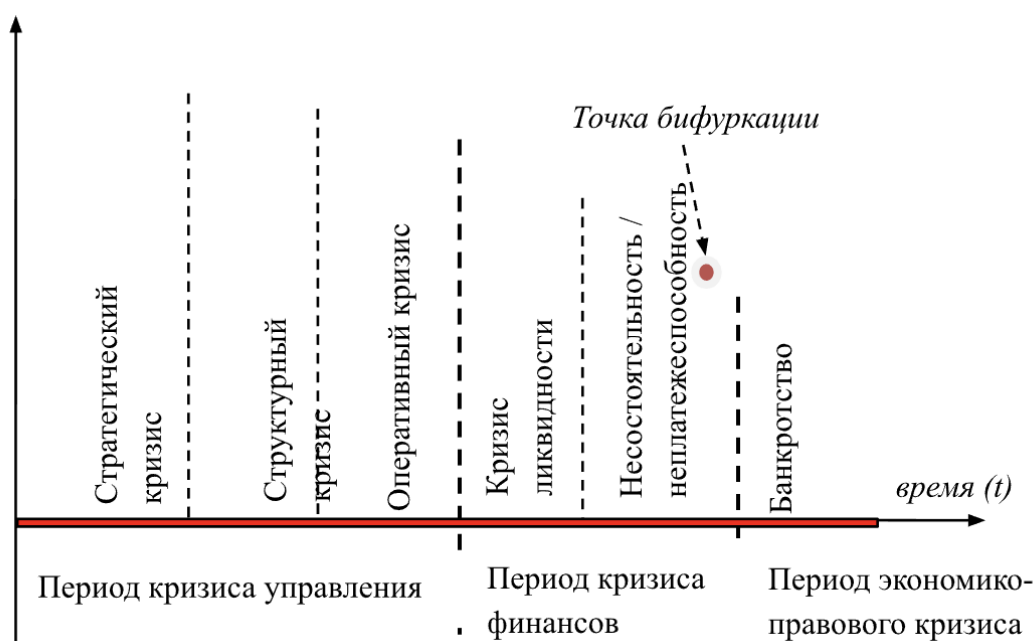 Точка бифуркации
Стратегический
кризис
Структурный
кризис
Оперативный кризис
Кризис
ликвидности
Несостоятельность /
неплатежеспособность
Банкротство
время (t)
Период кризиса управления
Период кризиса
финансов
Период экономико-
правового кризиса